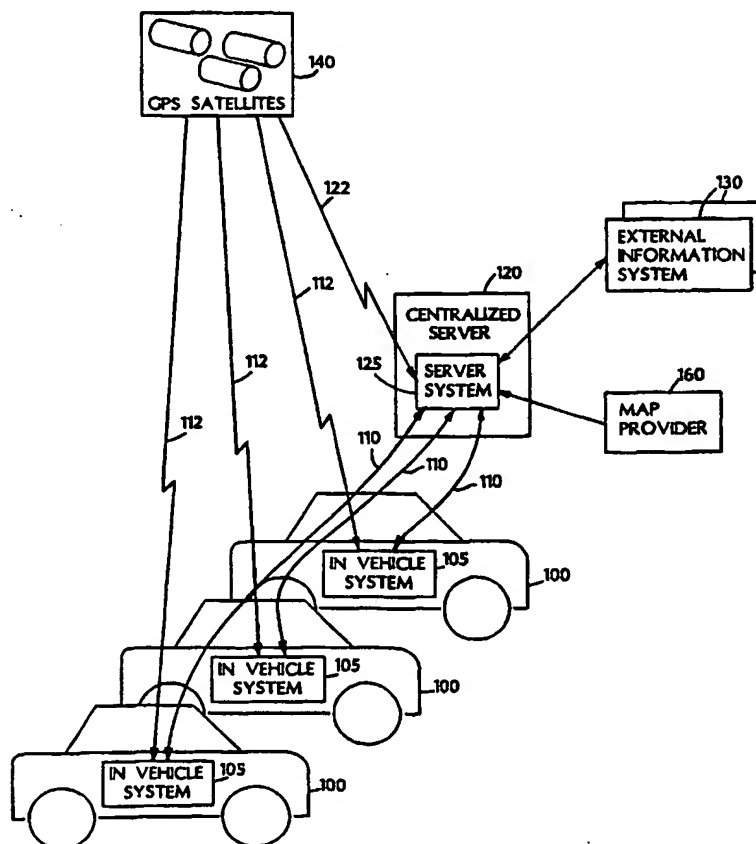 140
GPS SATELLITES
122
130
EXTERNAL
INFORMATION
SYSTEM
120
CENTRALIZED
SERVER
112
125
SERVER
SYSTEM
160
MAP
PROVIDER
112
112
110
110
110
IN VEHICLE
SYSTEM
105
100
IN VEHICLE
SYSTEM
105
100
IN VEHICLE
SYSTEM
105
100